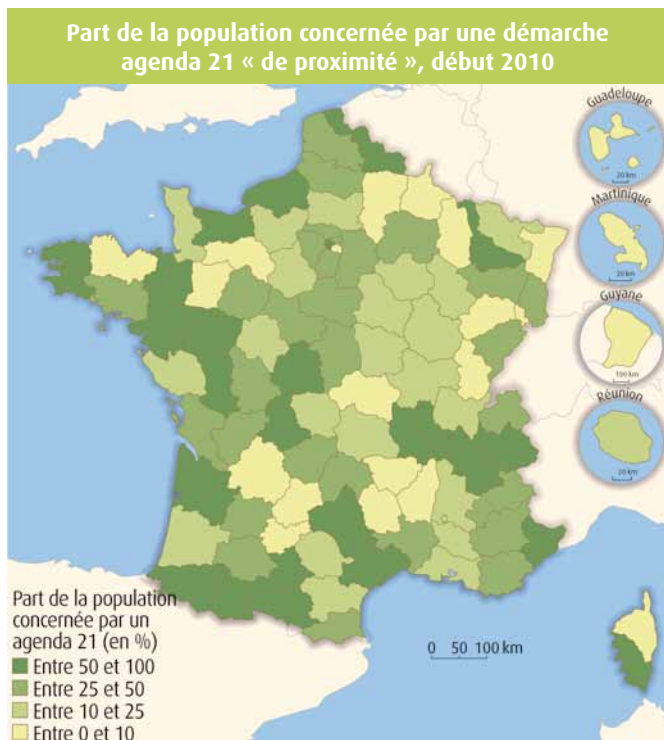 Part de la population concernée par une démarche
agenda 21 « de proximité », début 2010
Guadeloupe
20 km
Martinique
20 km
Guyane
100 km
Réunion
20 km
Part de la population
concernée par un
agenda 21 (en %)
Entre 50 et 100
Entre 25 et 50
Entre 10 et 25
Entre 0 et 10
0 50 100 km